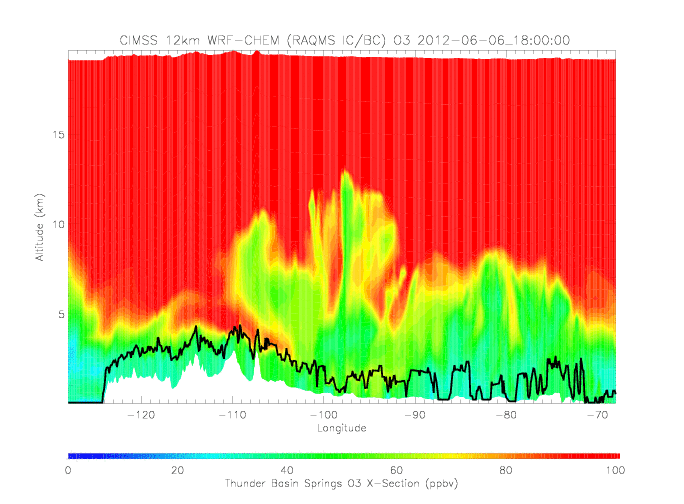 CIMSS 12km WRF-CHEM (RAQMS IC/BC) O3 2012-06-06_18:00:00
15
10
5
Altitude (km)
-120 -110 -100 -90 -80 -70
Longitude
0 20 40 60 80 100
Thunder Basin Springs O3 X-Section (ppbv)